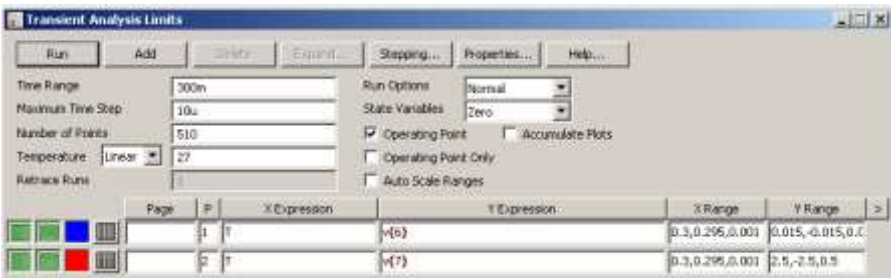 Transient Analysis Limits
Run Add Delete Expand... Stepping... Properties... Help...
Time Range 300m Run Options Normal
Maximum Time Step 10u State Variables Zero
Number of Points 510 Operating Point Accumulate Plots
Temperature Linear 27 Operating Point Only
Retrace Runs Auto Scale Ranges
Page P X Expression Y Expression X Range Y Range >
1 T v(6) 0.3,0.295,0.001 0.015,-0.015,0.0
2 T v(7) 0.3,0.295,0.001 2.5,-2.5,0.5